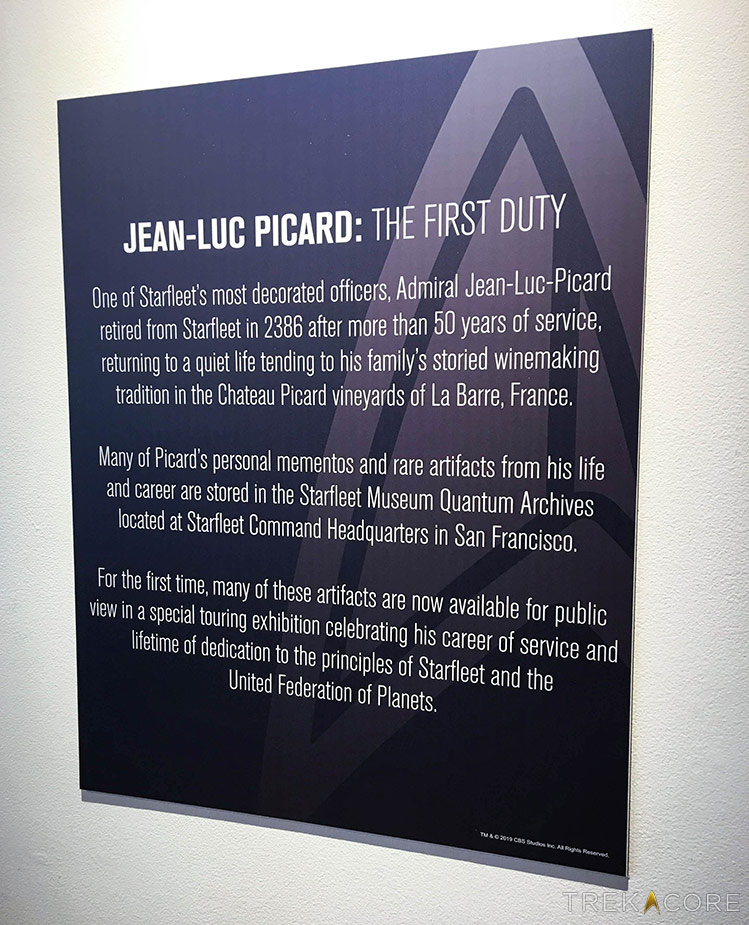 JEAN-LUC PICARD: THE FIRST DUTY
One of Starfleet's most decorated officers, Admiral Jean-Luc-Picard
retired from Starfleet in 2386 after more than 50 years of service,
returning to a quiet life tending to his family's storied winemaking
tradition in the Chateau Picard vineyards of La Barre, France.
Many of Picard's personal mementos and rare artifacts from his life
and career are stored in the Starfleet Museum Quantum Archives
located at Starfleet Command Headquarters in San Francisco.
For the first time, many of these artifacts are now available for public
view in a special touring exhibition celebrating his career of service and
lifetime of dedication to the principles of Starfleet and the
United Federation of Planets.
TM & © 2019 CBS Studios Inc. All Rights Reserved.
TREKCORE